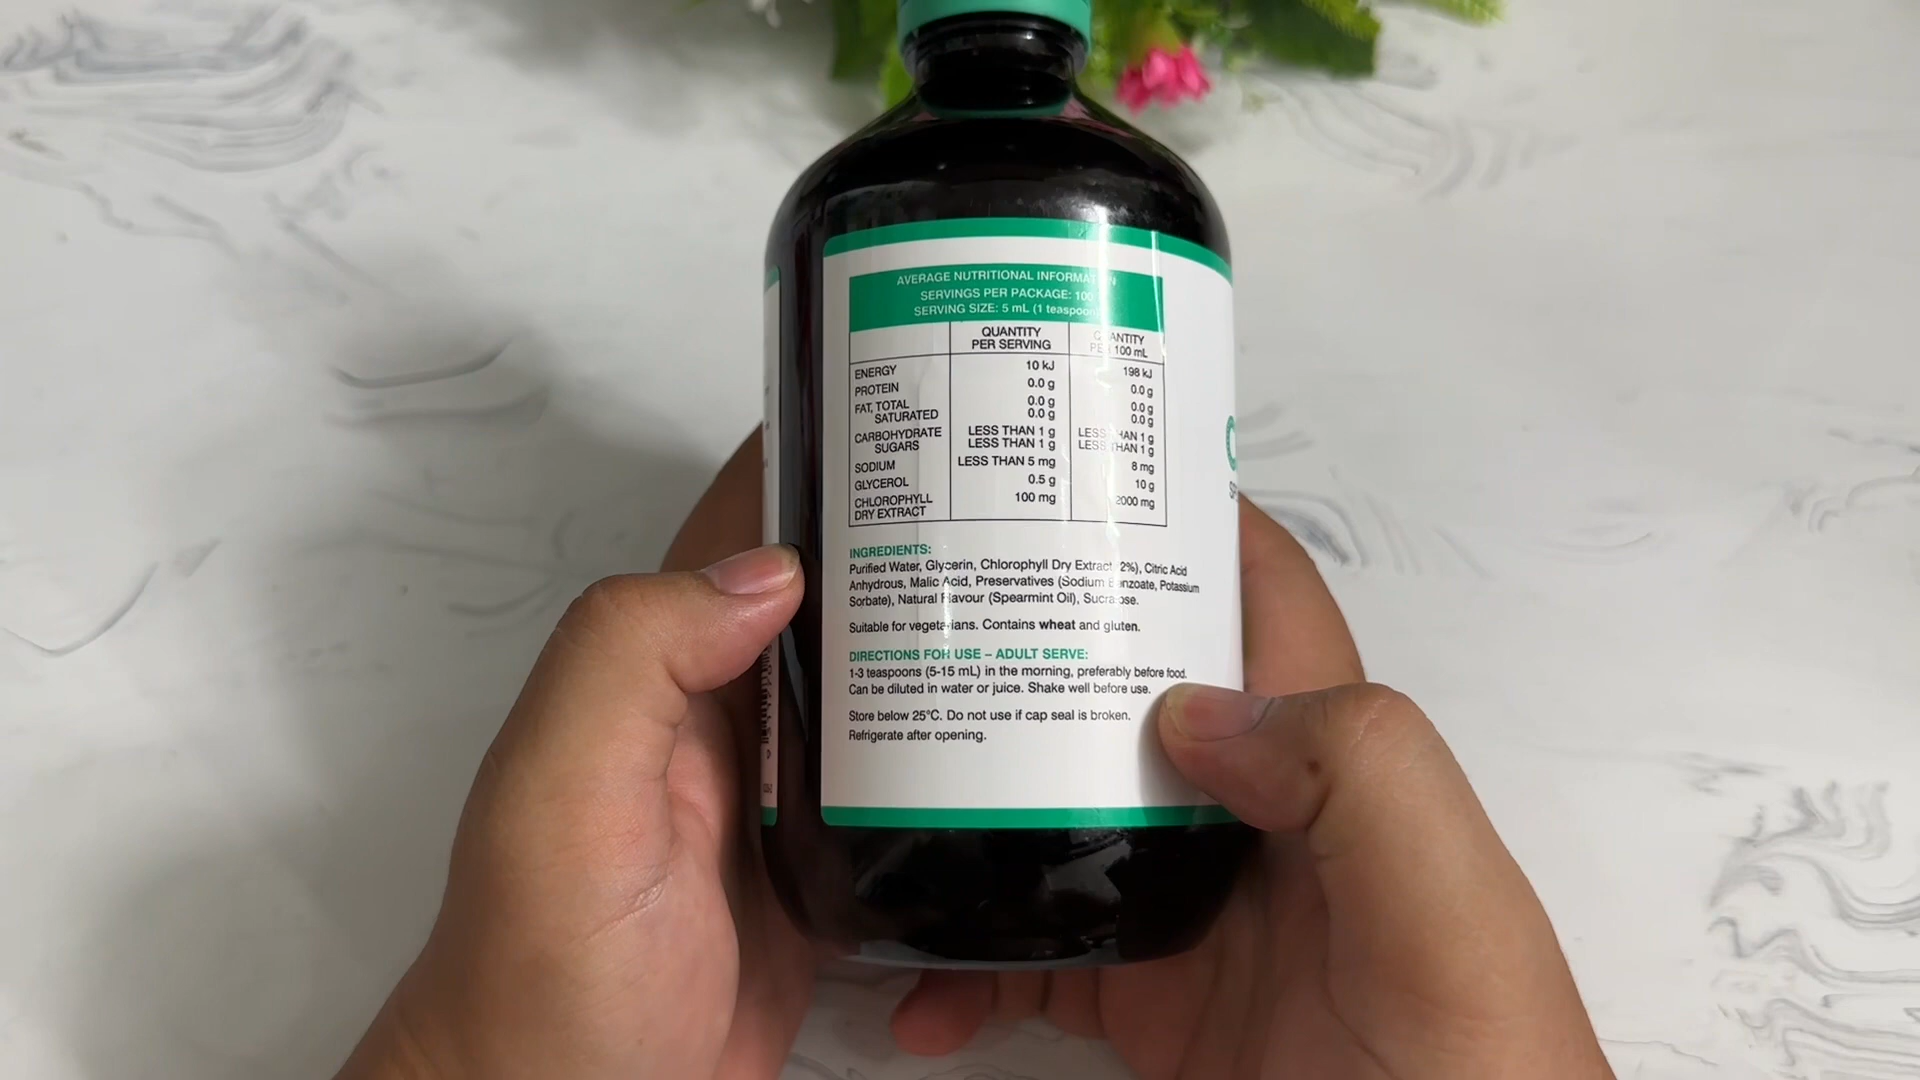 AVERAGE NUTRITIONAL
SERVINGS PER PACKAGE: 100
SERVING SIZE: 5 mL (1 teaspoon
QUANTITY PER SERVING
QUANTITY PER 100 mL
ENERGY 10 kJ 198 kJ
PROTEIN 0.0 g 0.0 g
FAT, TOTAL 0.0 g 0.0 g
SATURATED 0.0 g 0.0 g
CARBOHYDRATE LESS THAN 1 g LESS THAN 1 g
SUGARS LESS THAN 1 g LESS THAN 1 g
SODIUM LESS THAN 5 mg 8 mg
GLYCEROL 0.5 g 10 g
CHLOROPHYLL DRY EXTRACT 100 mg 2000 mg
INGREDIENTS:
Purified Water, Glycerin, Chlorophyll Dry Extract (2%), Citric Acid
Anhydrous, Malic Acid, Preservatives (Sodium Benzoate, Potassium
Sorbate), Natural Flavour (Spearmint Oil), Sucralose.
Suitable for vegetarians. Contains wheat and gluten.
DIRECTIONS FOR USE – ADULT SERVE:
1-3 teaspoons (5-15 mL) in the morning, preferably before food.
Can be diluted in water or juice. Shake well before use.
Store below 25°C. Do not use if cap seal is broken.
Refrigerate after opening.